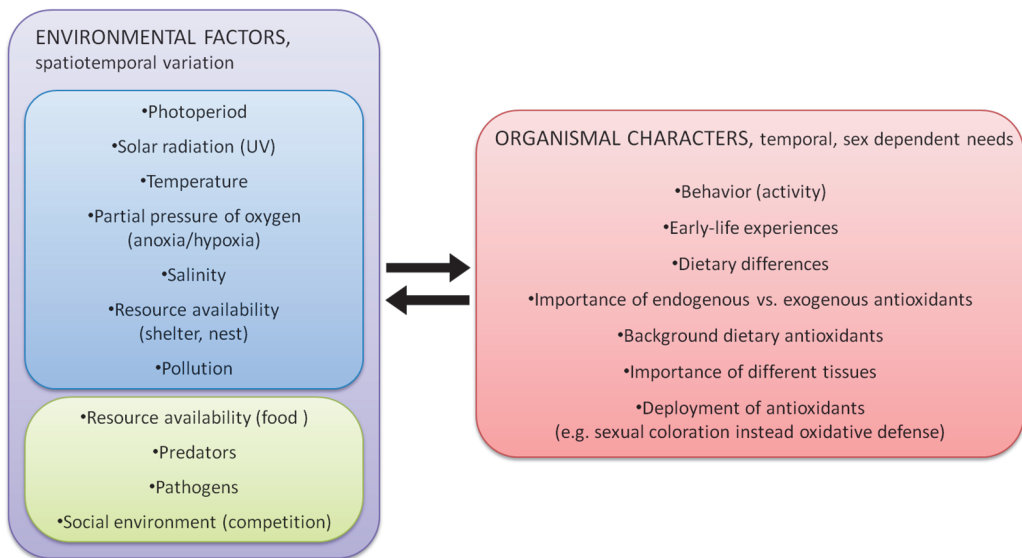 ENVIRONMENTAL FACTORS,
spatiotemporal variation
•Photoperiod
•Solar radiation (UV)
•Temperature
•Partial pressure of oxygen
(anoxia/hypoxia)
•Salinity
•Resource availability
(shelter, nest)
•Pollution
•Resource availability (food )
•Predators
•Pathogens
•Social environment (competition)
ORGANISMAL CHARACTERS, temporal, sex dependent needs
•Behavior (activity)
•Early-life experiences
•Dietary differences
•Importance of endogenous vs. exogenous antioxidants
•Background dietary antioxidants
•Importance of different tissues
•Deployment of antioxidants
(e.g. sexual coloration instead oxidative defense)